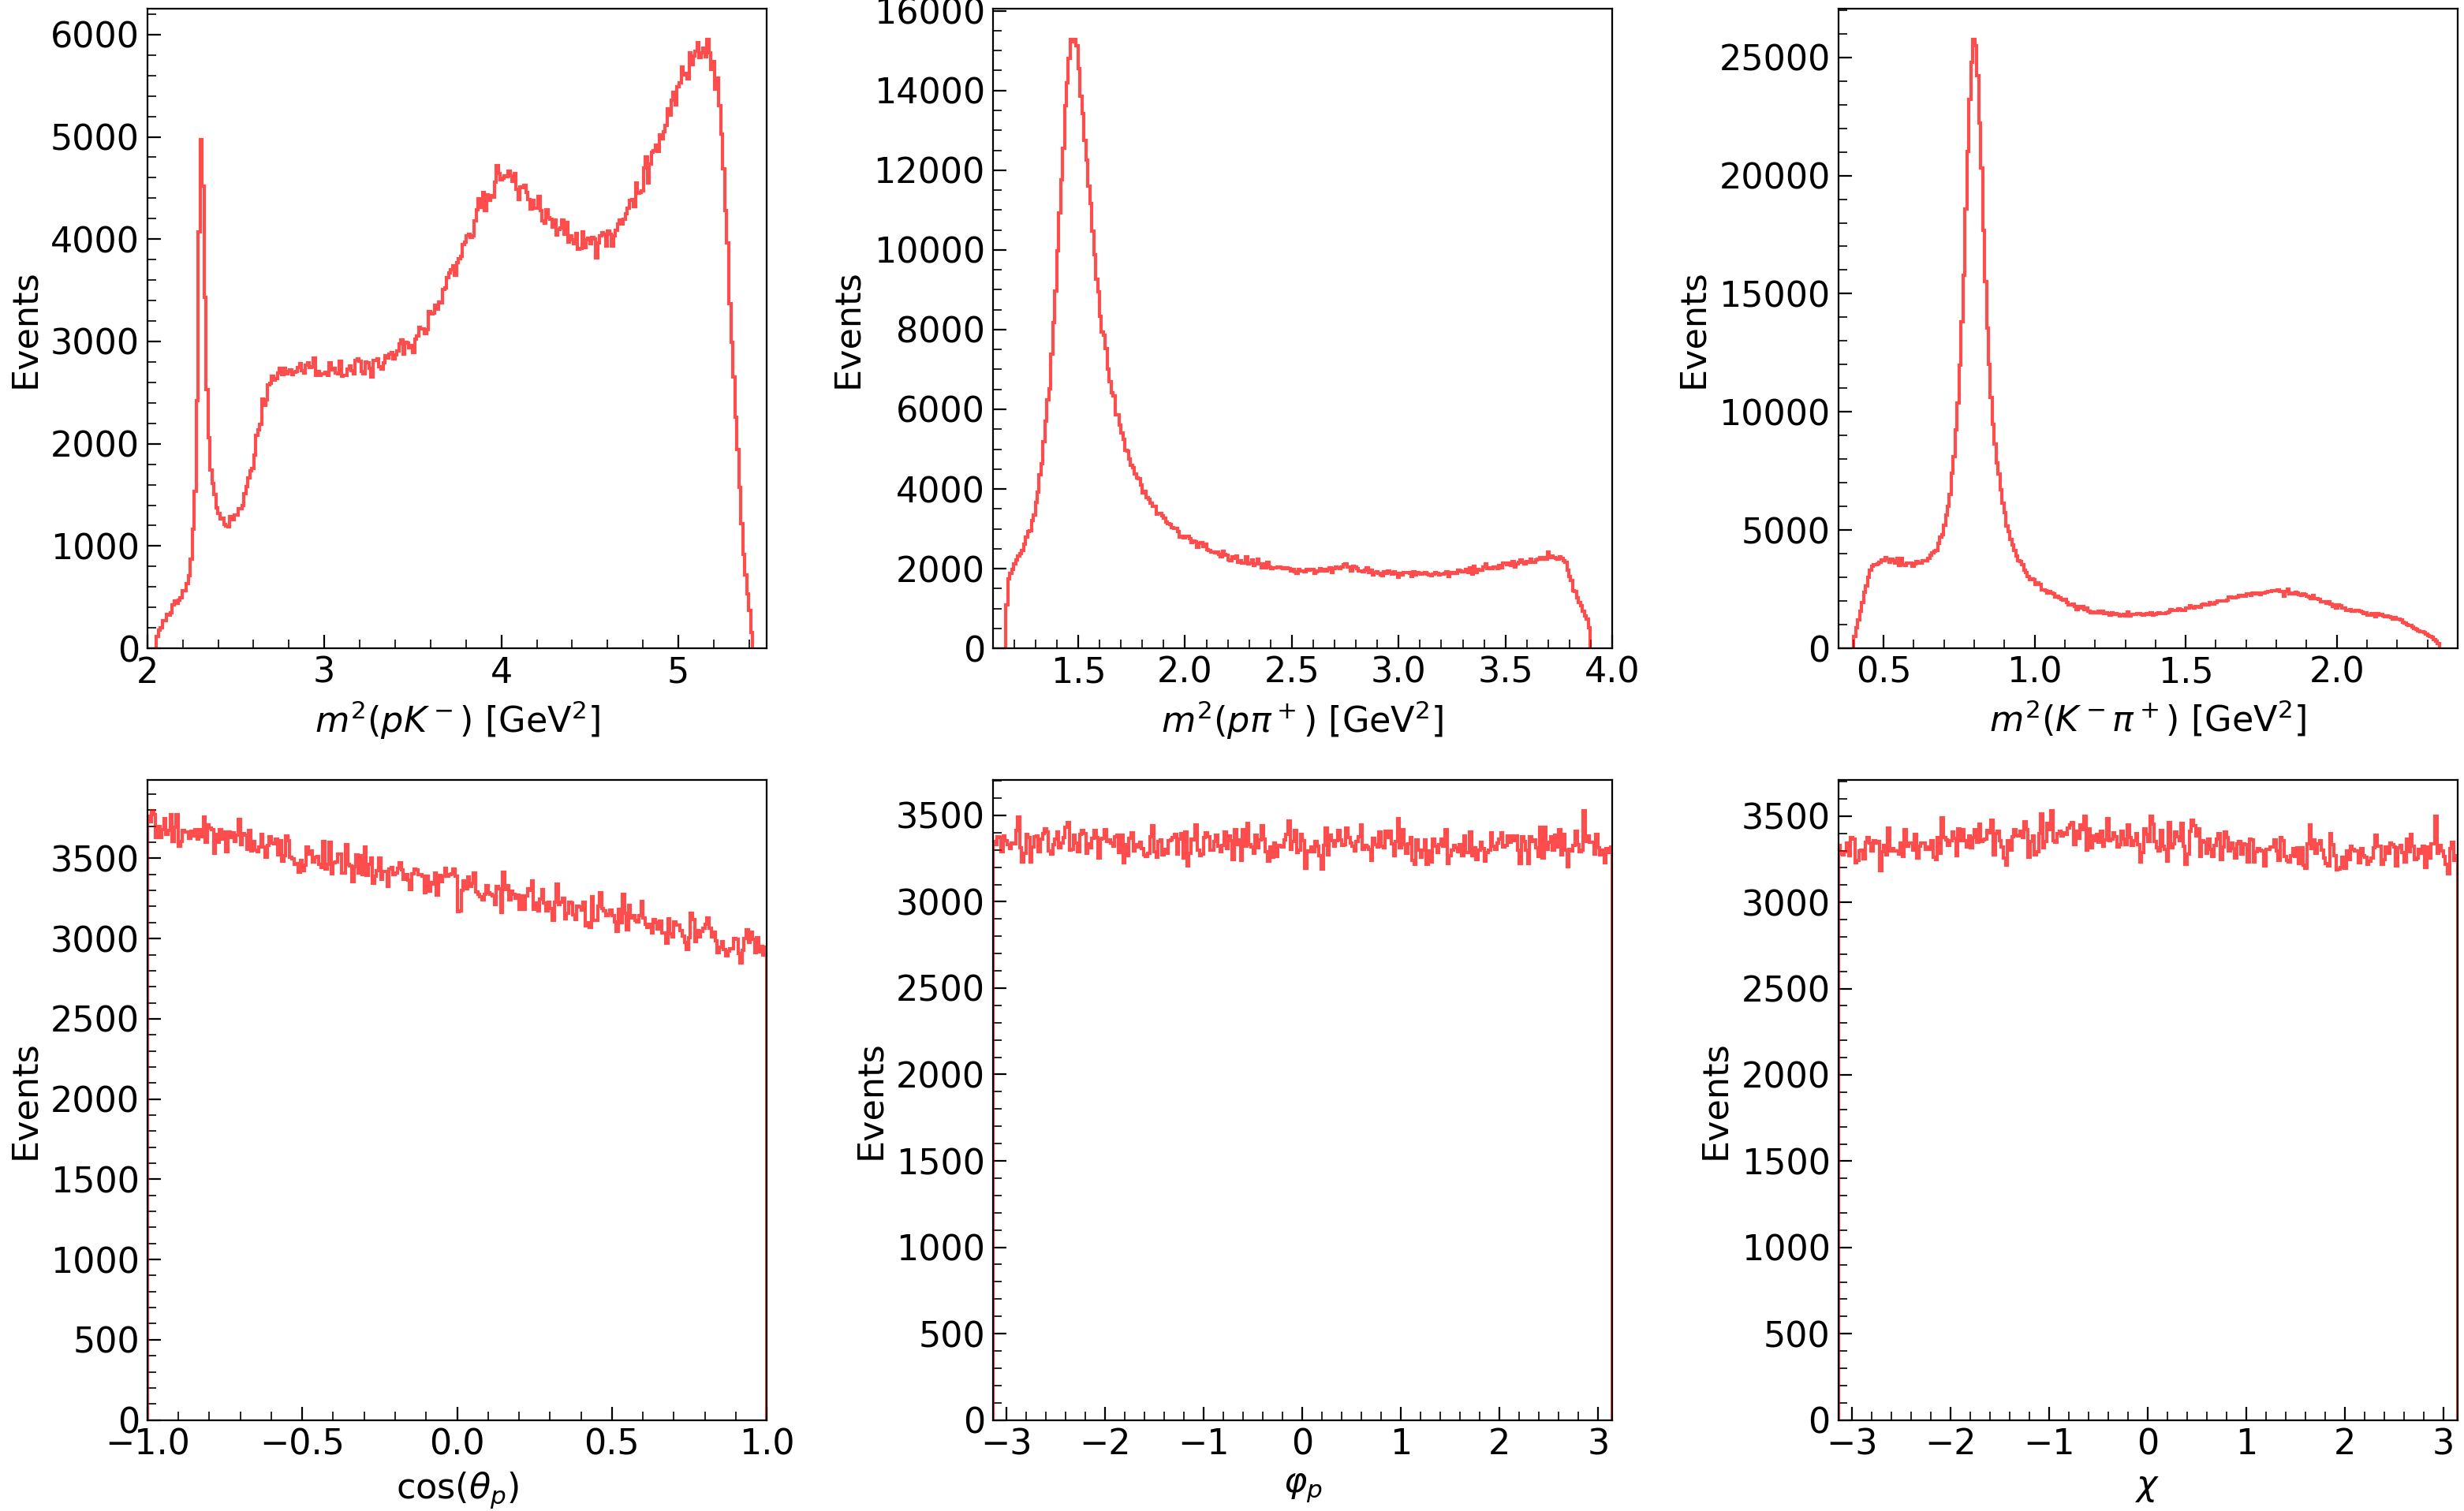 Events
6000
5000
4000
3000
2000
1000
0
2 3 4 5
m²(pK⁻) [GeV²]
Events
16000
14000
12000
10000
8000
6000
4000
2000
0
1.5 2.0 2.5 3.0 3.5 4.0
m²(pπ⁺) [GeV²]
Events
25000
20000
15000
10000
5000
0
0.5 1.0 1.5 2.0
m²(K⁻π⁺) [GeV²]
Events
3500
3000
2500
2000
1500
1000
500
0
−1.0 −0.5 0.0 0.5 1.0
cos(θₚ)
Events
3500
3000
2500
2000
1500
1000
500
0
−3 −2 −1 0 1 2 3
φₚ
Events
3500
3000
2500
2000
1500
1000
500
0
−3 −2 −1 0 1 2 3
χ